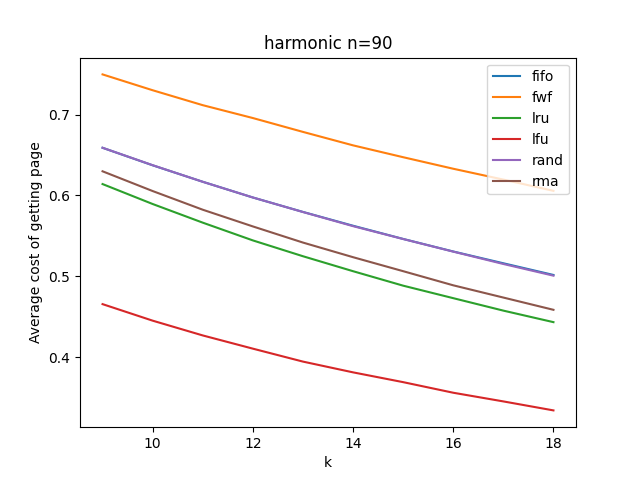 harmonic n=90
Average cost of getting page
0.7
0.6
0.5
0.4
fifo
fwf
lru
lfu
rand
rma
10
12
14
16
18
k